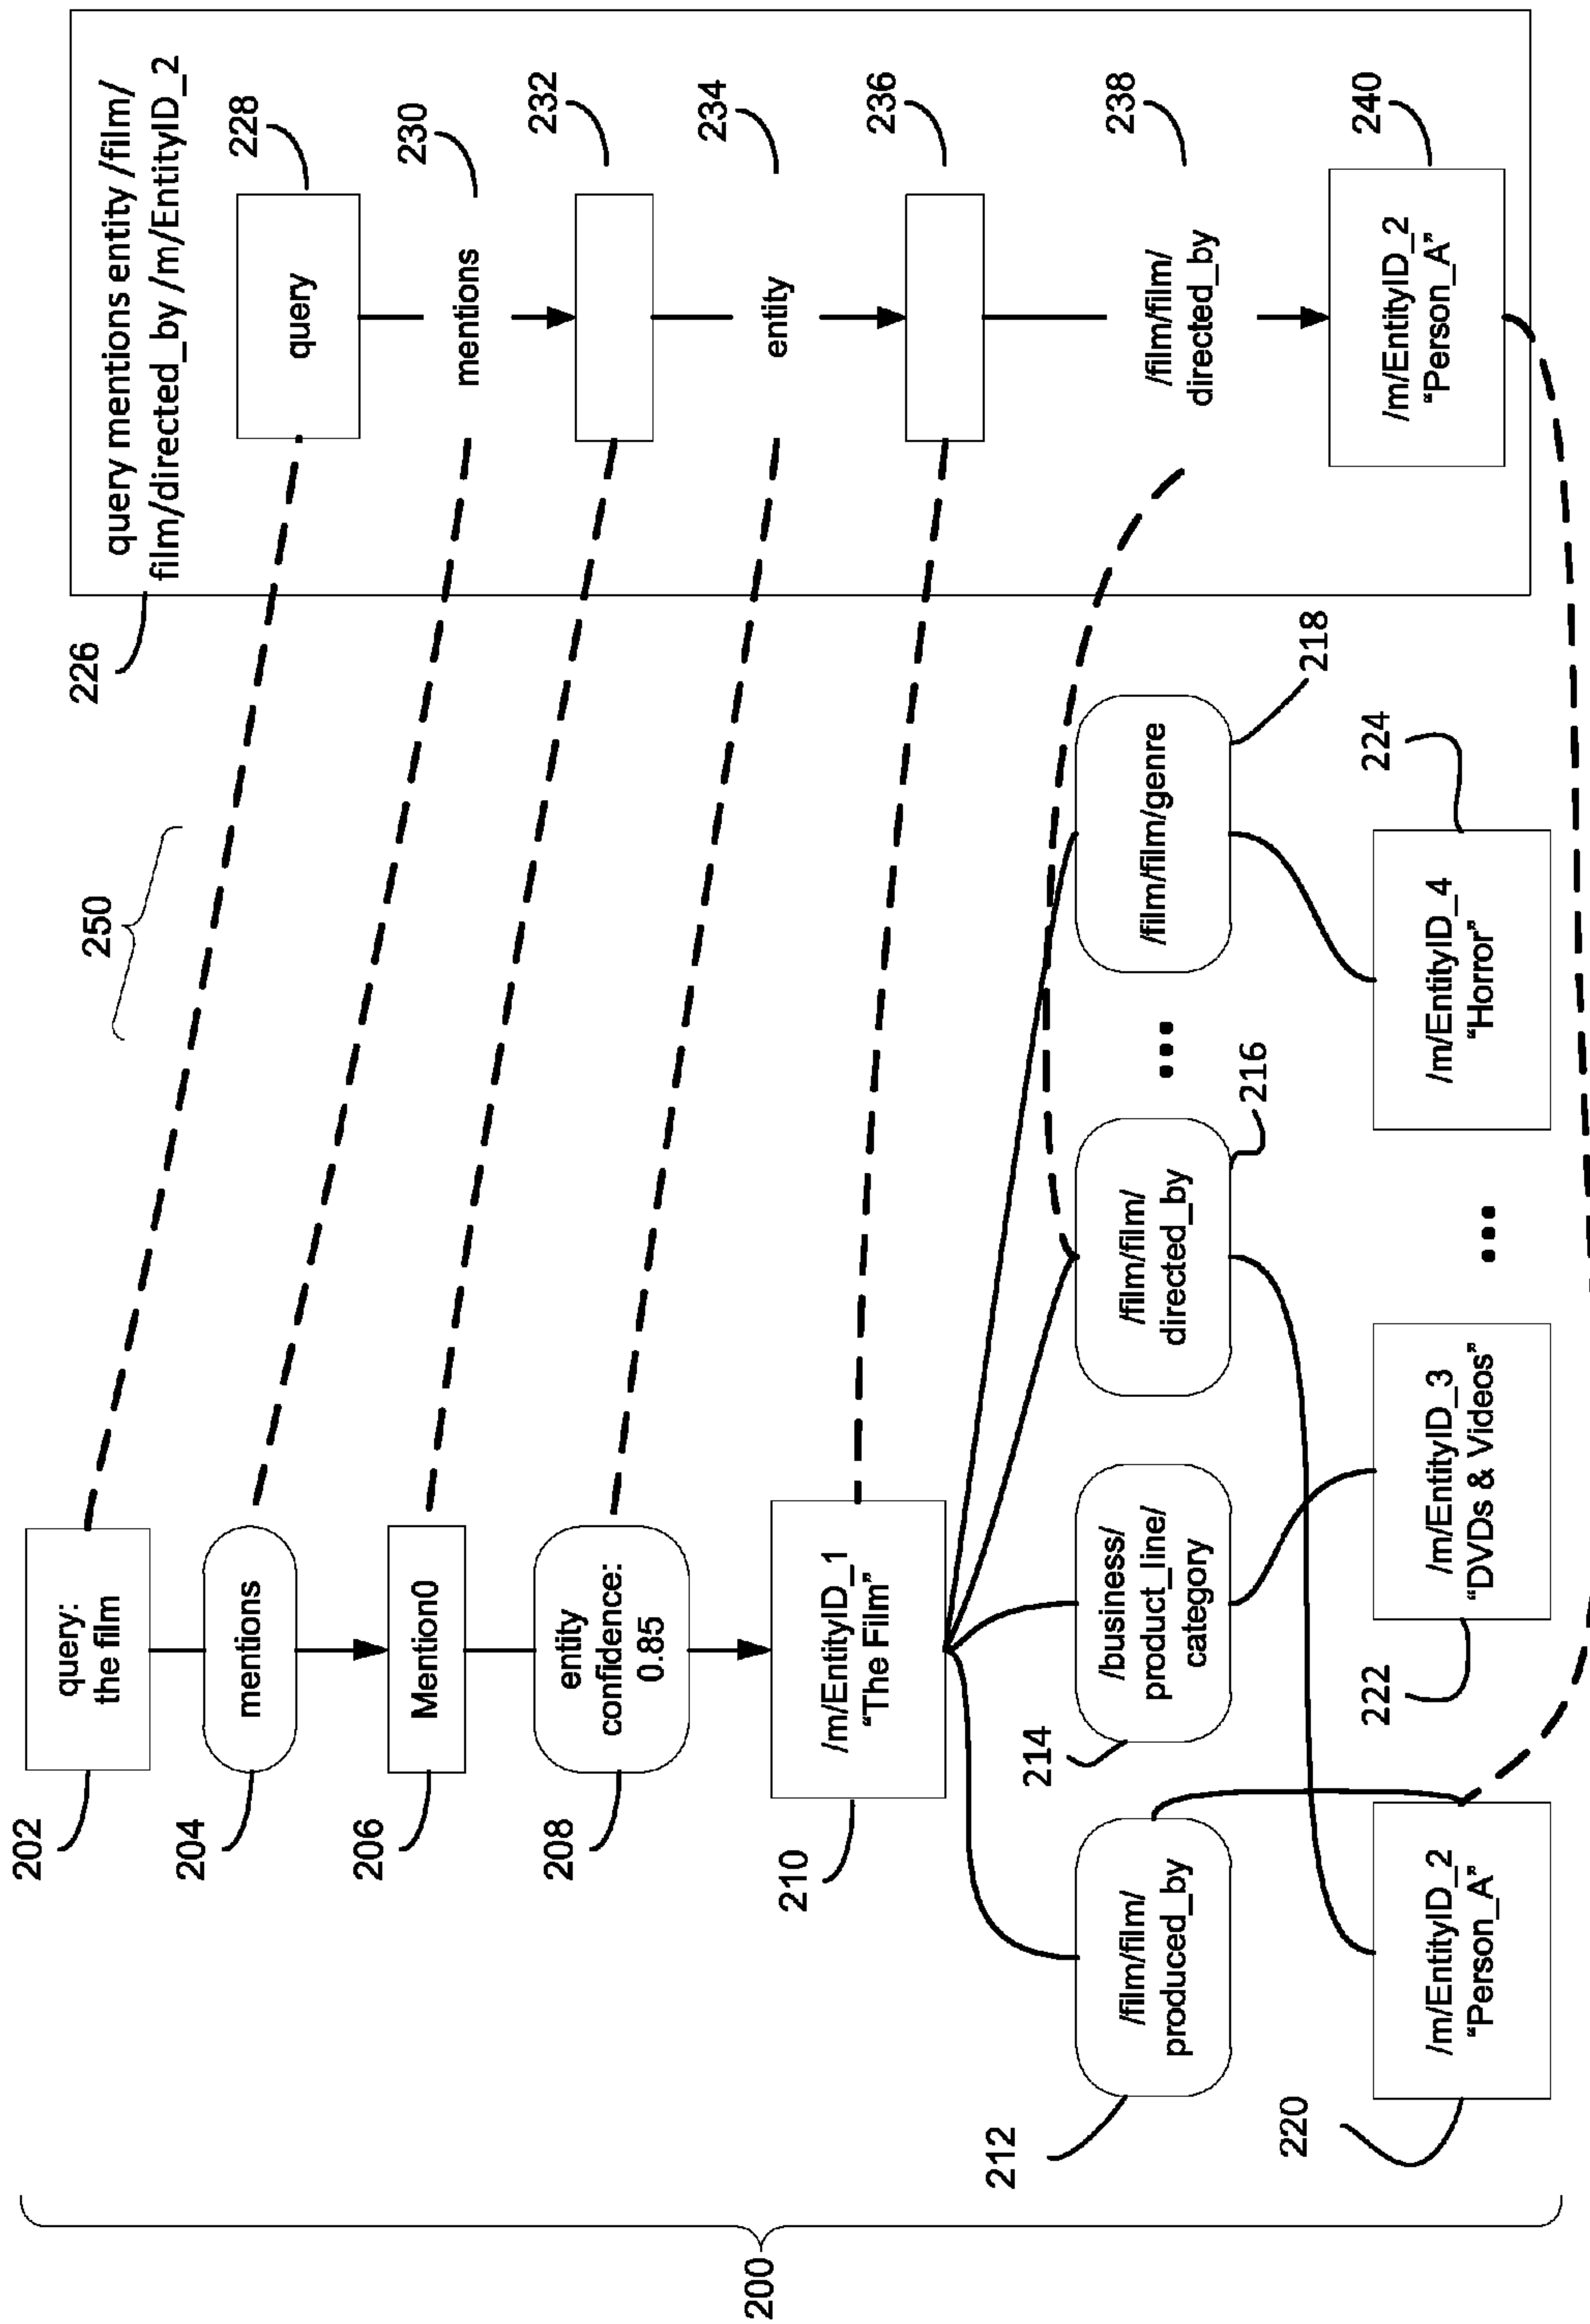 200
202
query:
the film
204
mentions
206
Mention0
208
entity
confidence:
0.85
210
/m/EntityID_1
“The Film”
212
/film/film/
produced_by
214
/business/
product_line/
category
/film/film/
directed_by
216
...
/film/film/genre
218
220
/m/EntityID_2
“Person_A”
222
/m/EntityID_3
“DVDs & Videos”
...
/m/EntityID_4
“Horror”
224
250
226
query mentions entity /film/
film/directed_by /m/EntityID_2
query
228
mentions
230
232
entity
234
236
/film/film/
directed_by
238
/m/EntityID_2
“Person_A”
240